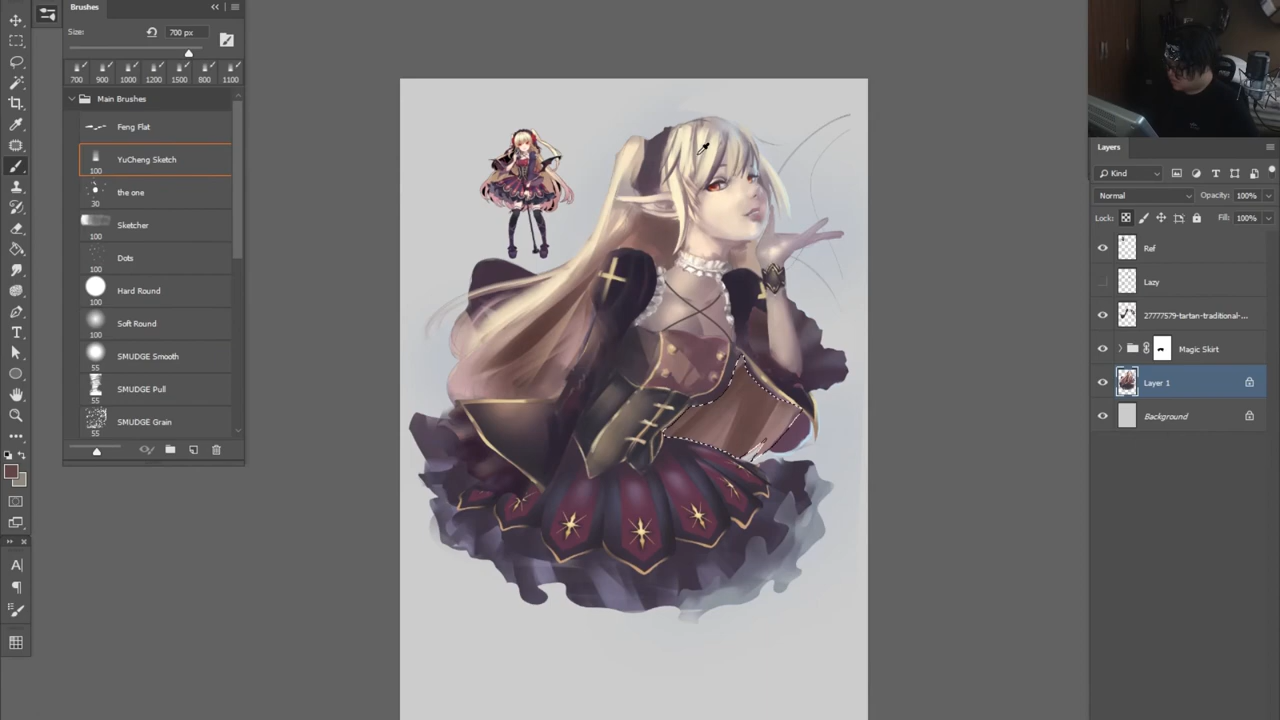 Brushes
Size:
700 px
700 900 1000 1200 1500 800 1100
Main Brushes
Feng Flat
YuCheng Sketch
100
the one
30
Sketcher
100
Dots
100
Hard Round
100
Soft Round
100
SMUDGE Smooth
55
SMUDGE Pull
55
SMUDGE Grain
55
Layers
Kind
Normal
Opacity: 100%
Lock:
Fill: 100%
Ref
Lazy
27777579-tartan-traditional-...
Magic Skirt
Layer 1
Background